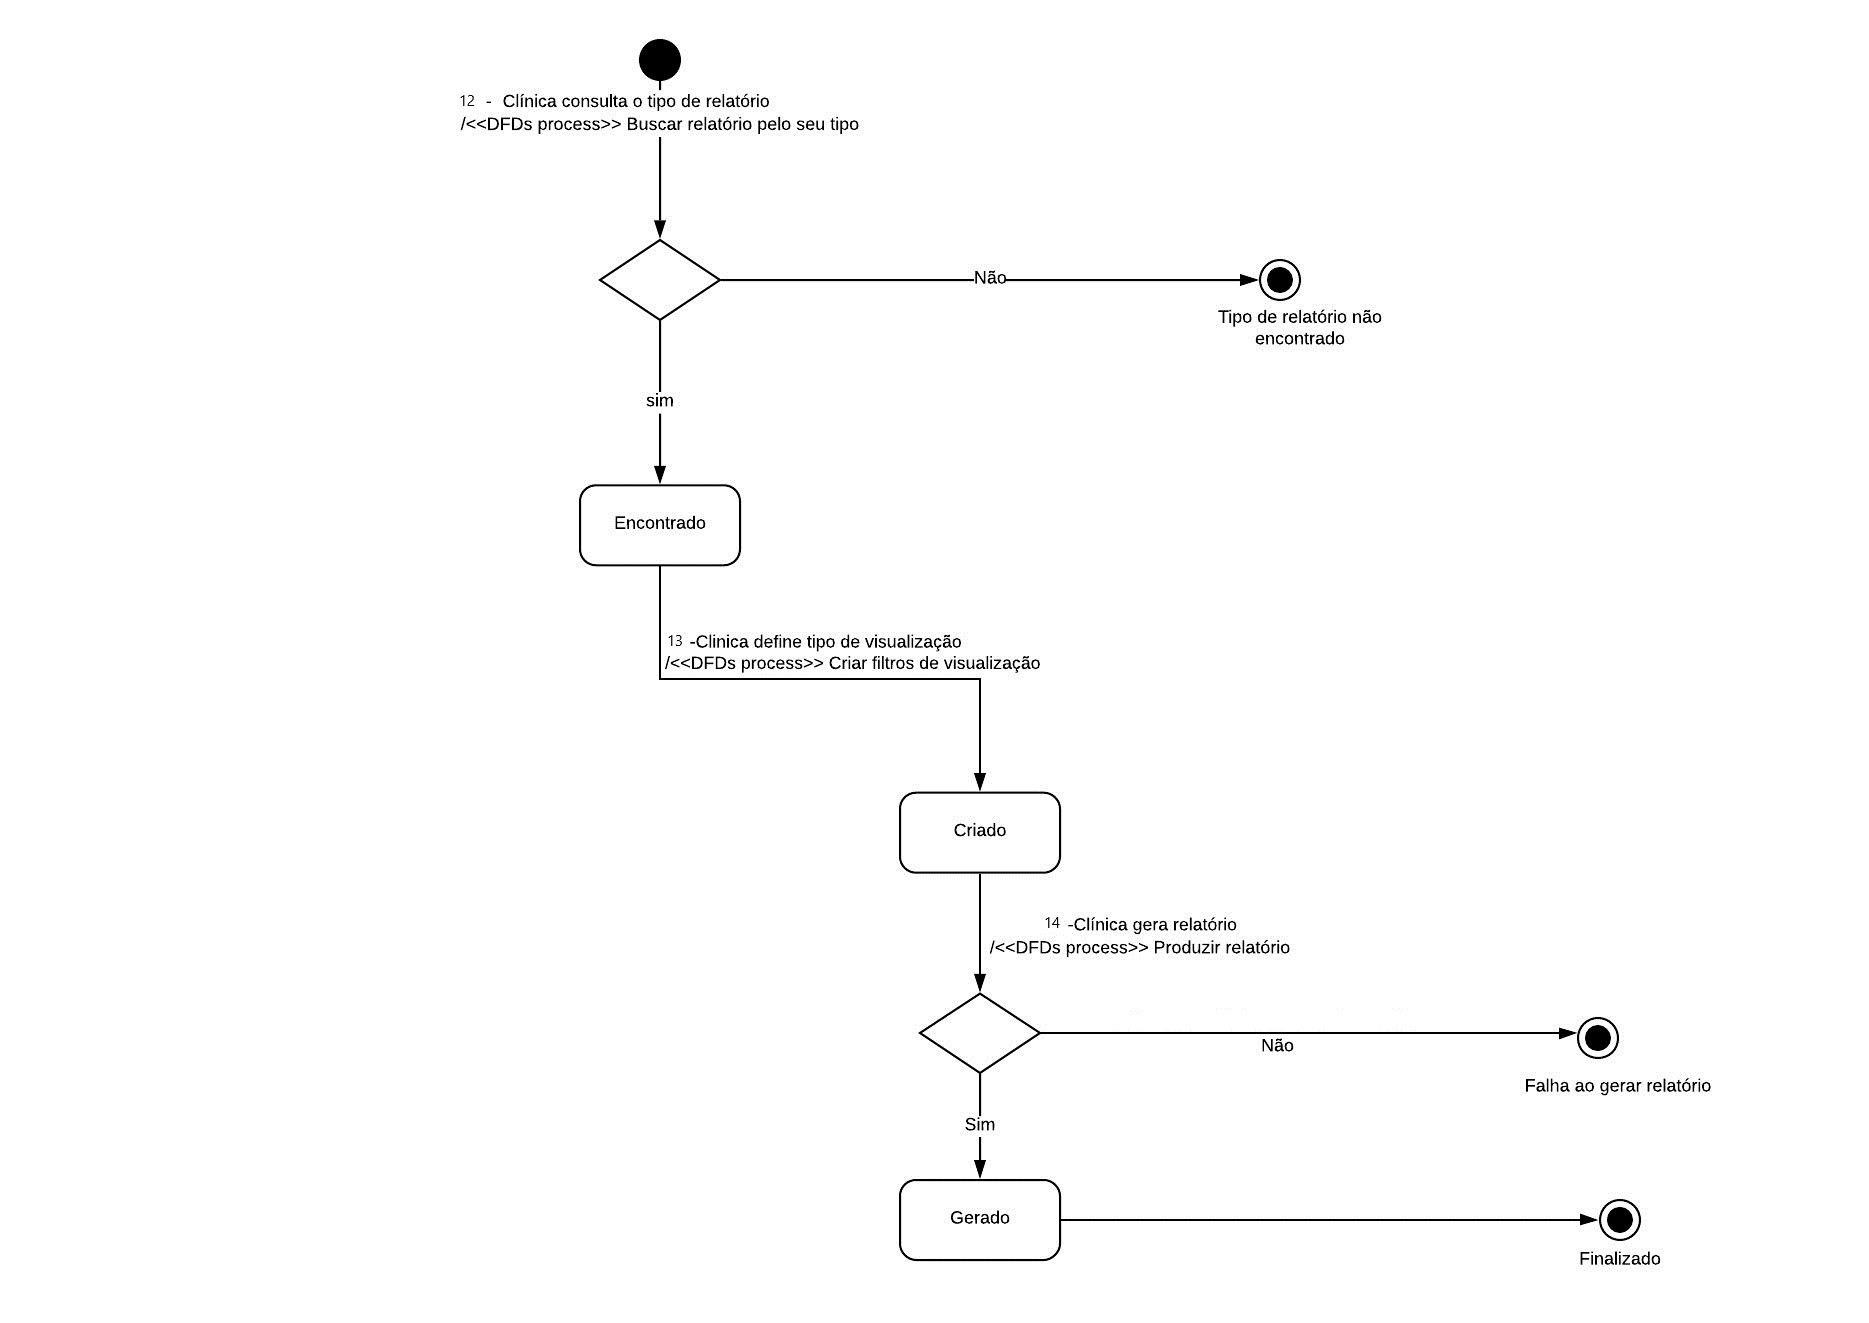 12 - Clínica consulta o tipo de relatório
/<<DFDs process>> Buscar relatório pelo seu tipo
Não
Tipo de relatório não
encontrado
sim
Encontrado
13 -Clinica define tipo de visualização
/<<DFDs process>> Criar filtros de visualização
Criado
14 -Clínica gera relatório
/<<DFDs process>> Produzir relatório
Não
Falha ao gerar relatório
Sim
Gerado
Finalizado